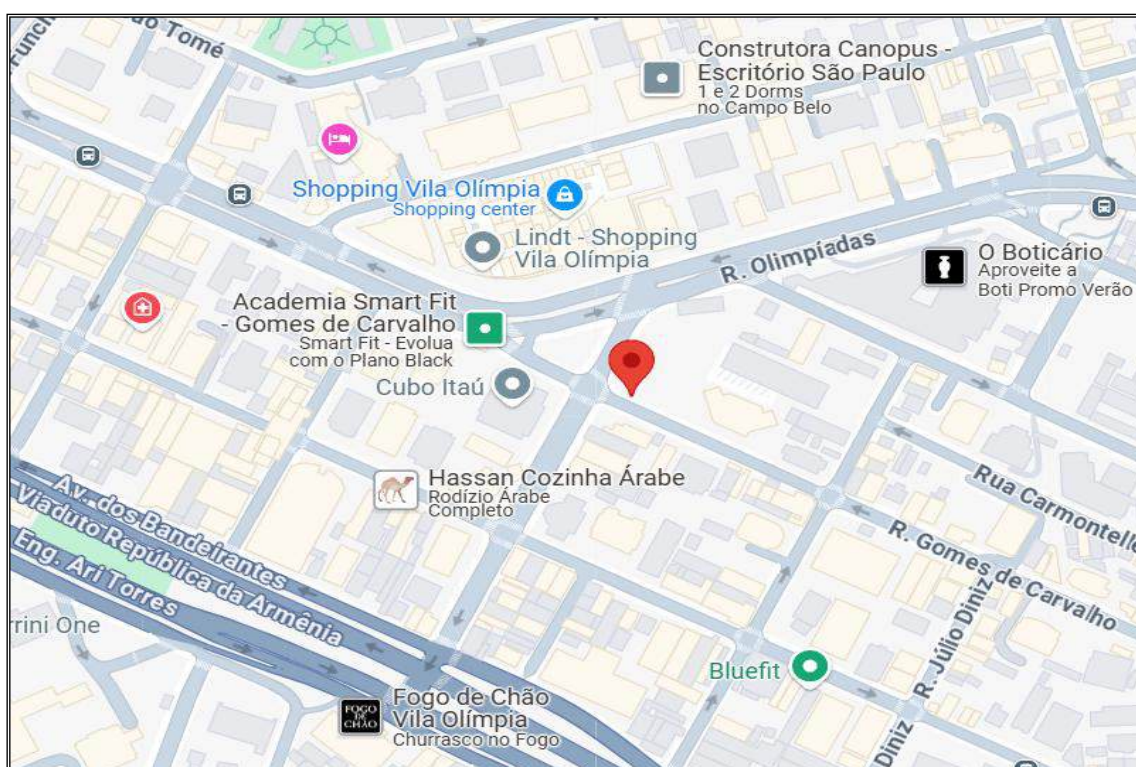 ão Tomé
Construtora Canopus -
Escritório São Paulo
1 e 2 Dorms
no Campo Belo
Shopping Vila Olímpia
Shopping center
Lindt - Shopping
Vila Olímpia
R. Olimpíadas
O Boticário
Aproveite a
Boti Promo Verão
Academia Smart Fit
- Gomes de Carvalho
Smart Fit - Evolua
com o Plano Black
Cubo Itaú
Hassan Cozinha Árabe
Rodízio Árabe
Completo
Rua Carmontelle
R. Gomes de Carvalho
Av. dos Bandeirantes
Viaduto República da Armênia
Eng. Ari Torres
rrini One
R. Júlio Diniz
Bluefit
Diniz
FOGO
DE
CHÃO
Fogo de Chão
Vila Olímpia
Churrasco no Fogo